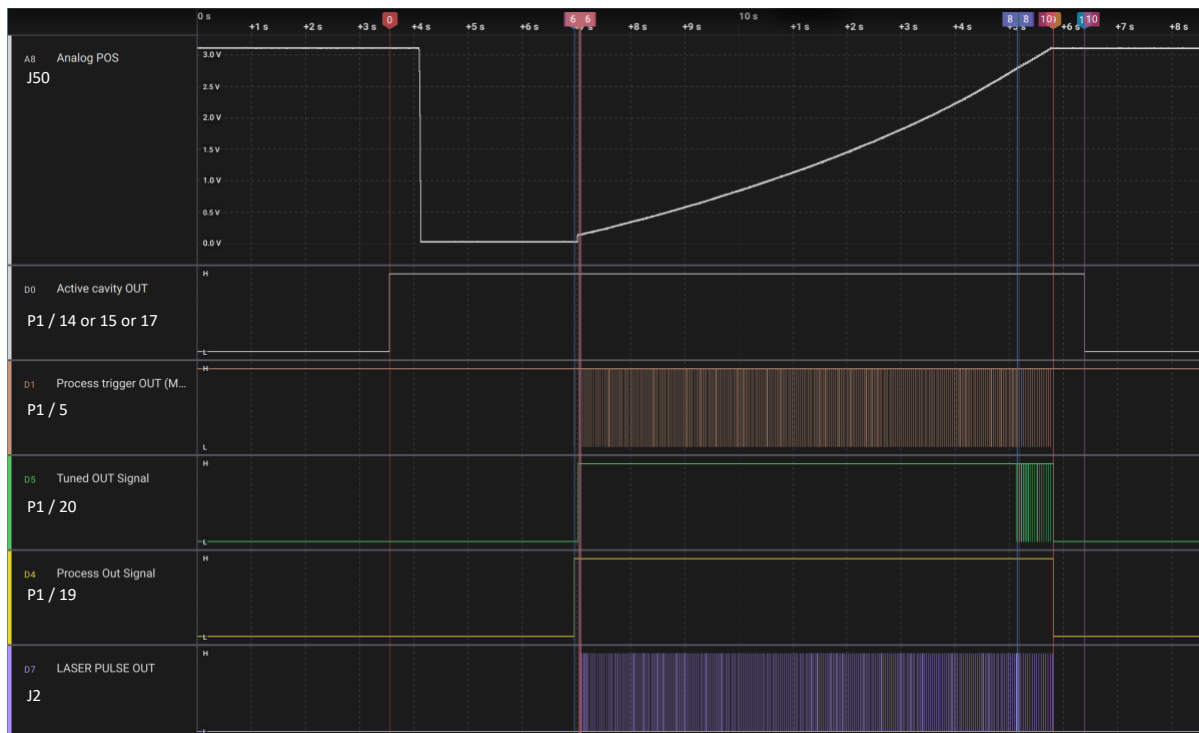 0 s
10 s
+1 s
+2 s
+3 s
0
+4 s
+5 s
+6 s
6
6
+8 s
+9 s
+1 s
+2 s
+3 s
+4 s
8
8
10
+6 s
10
+7 s
+8 s
A8 Analog POS
J50
3.0 V
2.5 V
2.0 V
1.5 V
1.0 V
0.5 V
0.0 V
H
D0 Active cavity OUT
P1 / 14 or 15 or 17
L
H
D1 Process trigger OUT (M...
P1 / 5
L
H
D5 Tuned OUT Signal
P1 / 20
L
H
D4 Process Out Signal
P1 / 19
L
H
D7 LASER PULSE OUT
J2
L